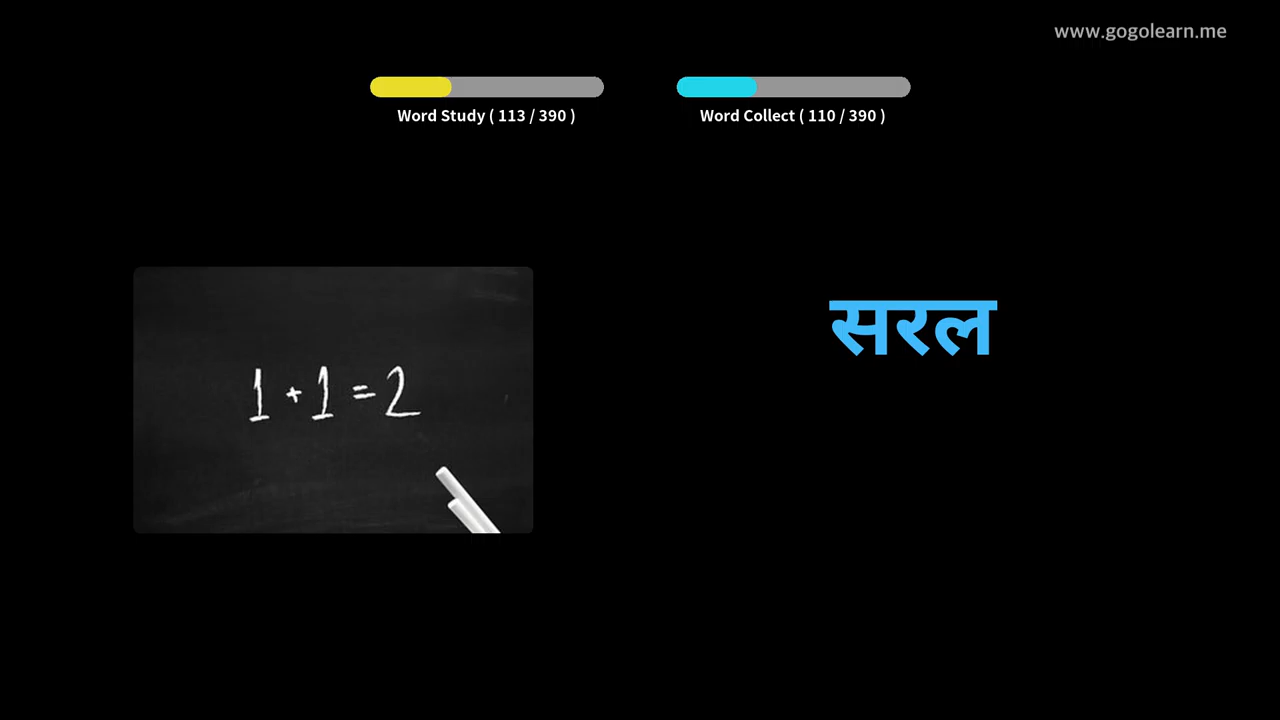 www.gogolearn.me
Word Study ( 113 / 390 )
Word Collect ( 110 / 390 )
सरल
1 + 1 = 2